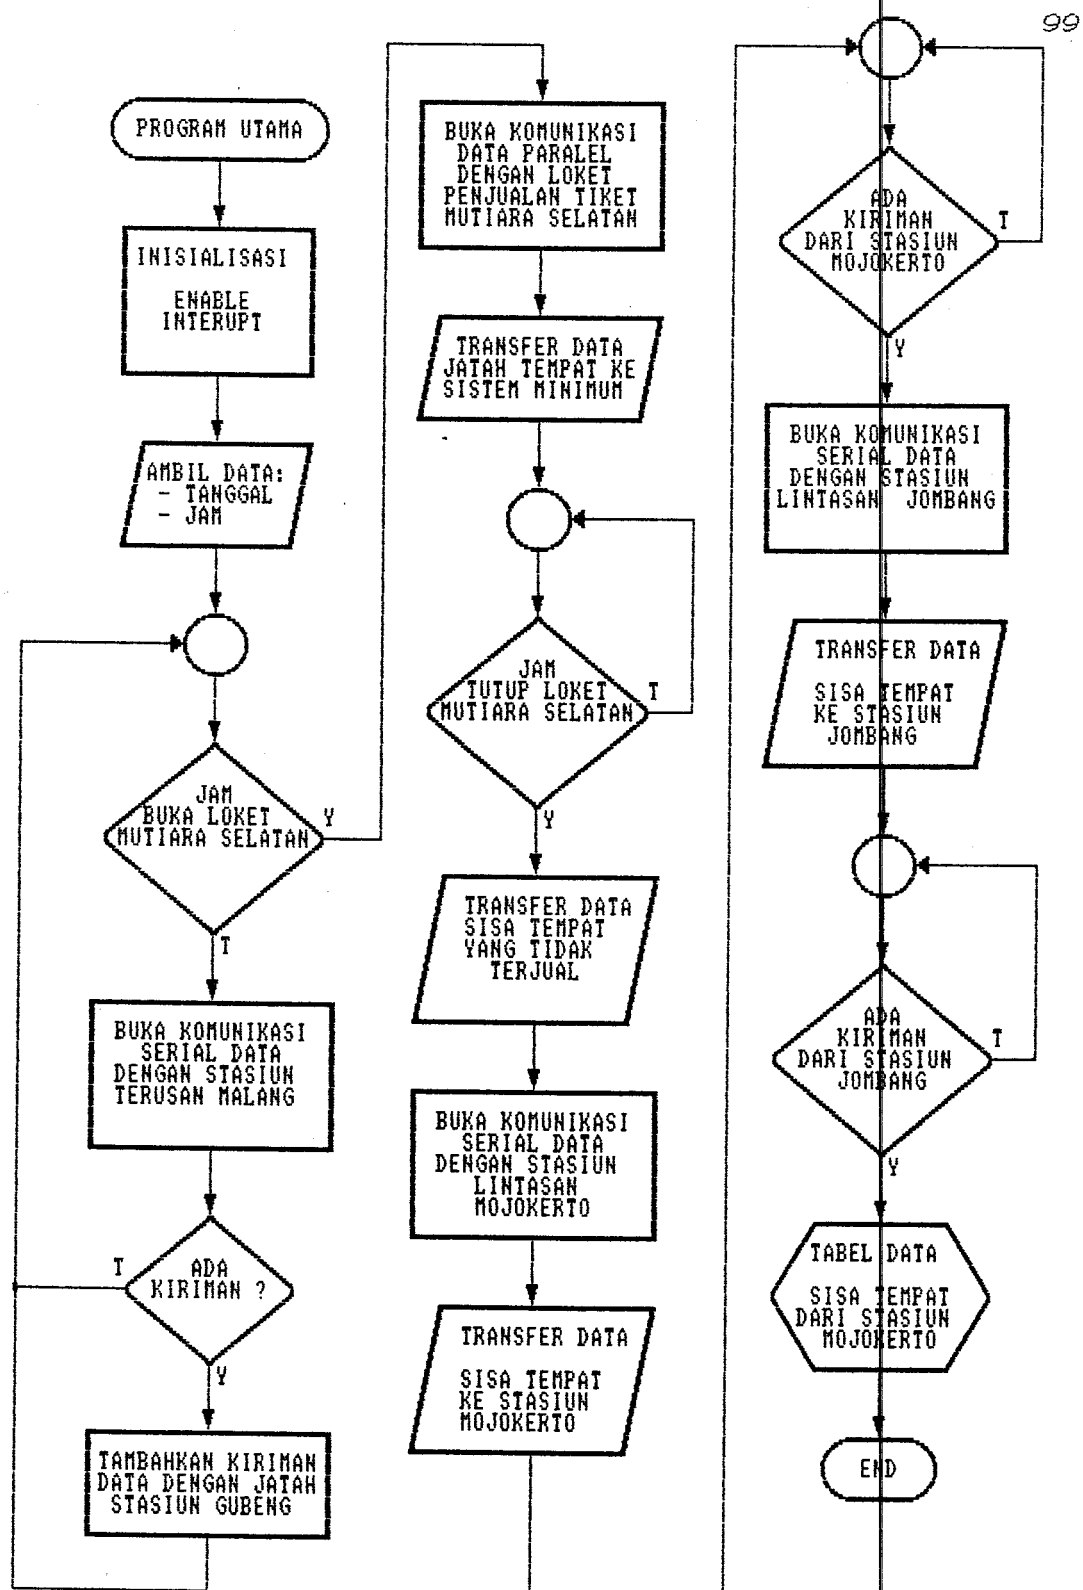 99
PROGRAM UTAMA
INISIALISASI
ENABLE
INTERUPT
AMBIL DATA:
- TANGGAL
- JAM
JAM
BUKA LOKET
MUTIARA SELATAN
Y
T
BUKA KOMUNIKASI
SERIAL DATA
DENGAN STASIUN
TERUSAN MALANG
T
ADA
KIRIMAN ?
Y
TAMBAHKAN KIRIMAN
DATA DENGAN JATAH
STASIUN GUBENG
BUKA KOMUNIKASI
DATA PARALEL
DENGAN LOKET
PENJUALAN TIKET
MUTIARA SELATAN
TRANSFER DATA
JATAH TEMPAT KE
SISTEM MINIMUM
JAM
TUTUP LOKET
MUTIARA SELATAN
T
Y
TRANSFER DATA
SISA TEMPAT
YANG TIDAK
TERJUAL
BUKA KOMUNIKASI
SERIAL DATA
DENGAN STASIUN
LINTASAN
MOJOKERTO
TRANSFER DATA
SISA TEMPAT
KE STASIUN
MOJOKERTO
ADA
KIRIMAN
DARI STASIUN
MOJOKERTO
T
Y
BUKA KOMUNIKASI
SERIAL DATA
DENGAN STASIUN
LINTASAN JOMBANG
TRANSFER DATA
SISA TEMPAT
KE STASIUN
JOMBANG
ADA
KIRIMAN
DARI STASIUN
JOMBANG
T
Y
TABEL DATA
SISA TEMPAT
DARI STASIUN
MOJOKERTO
END